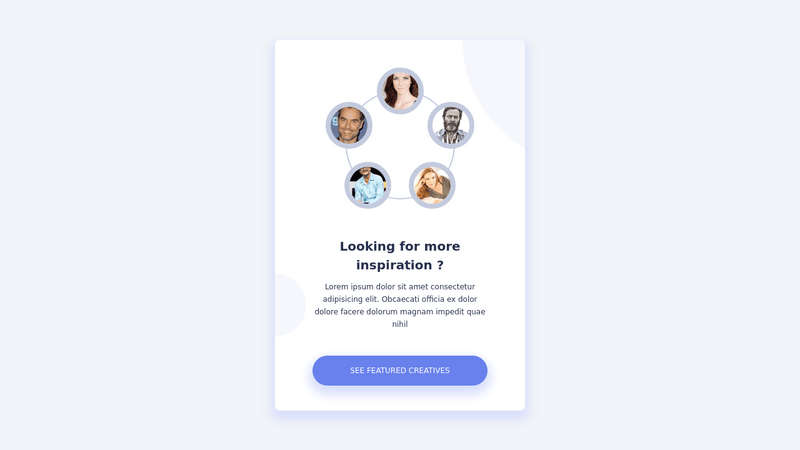 Looking for more
inspiration ?
Lorem ipsum dolor sit amet consectetur
adipisicing elit. Obcaecati officia ex dolor
dolore facere dolorum magnam impedit quae
nihil
SEE FEATURED CREATIVES